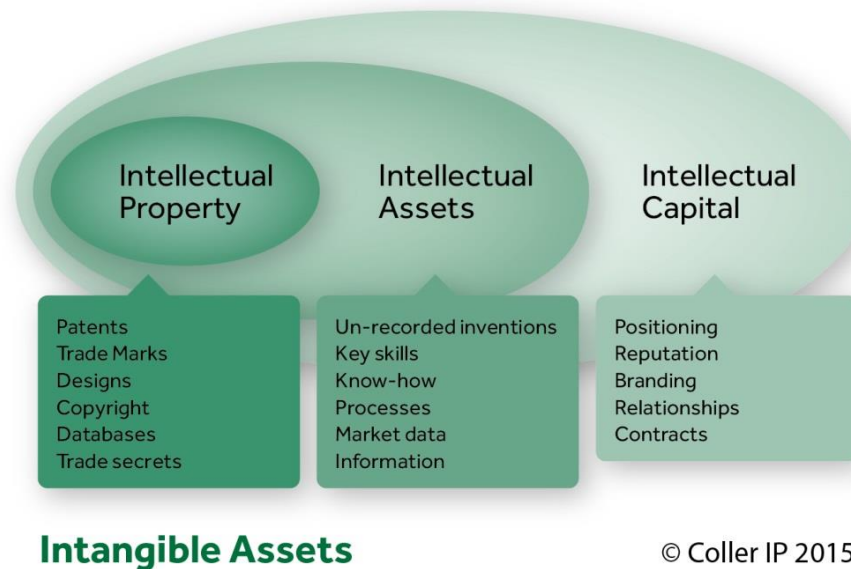 Intellectual
Property
Intellectual
Assets
Intellectual
Capital
Patents
Trade Marks
Designs
Copyright
Databases
Trade secrets
Un-recorded inventions
Key skills
Know-how
Processes
Market data
Information
Positioning
Reputation
Branding
Relationships
Contracts
Intangible Assets
© Coller IP 2015